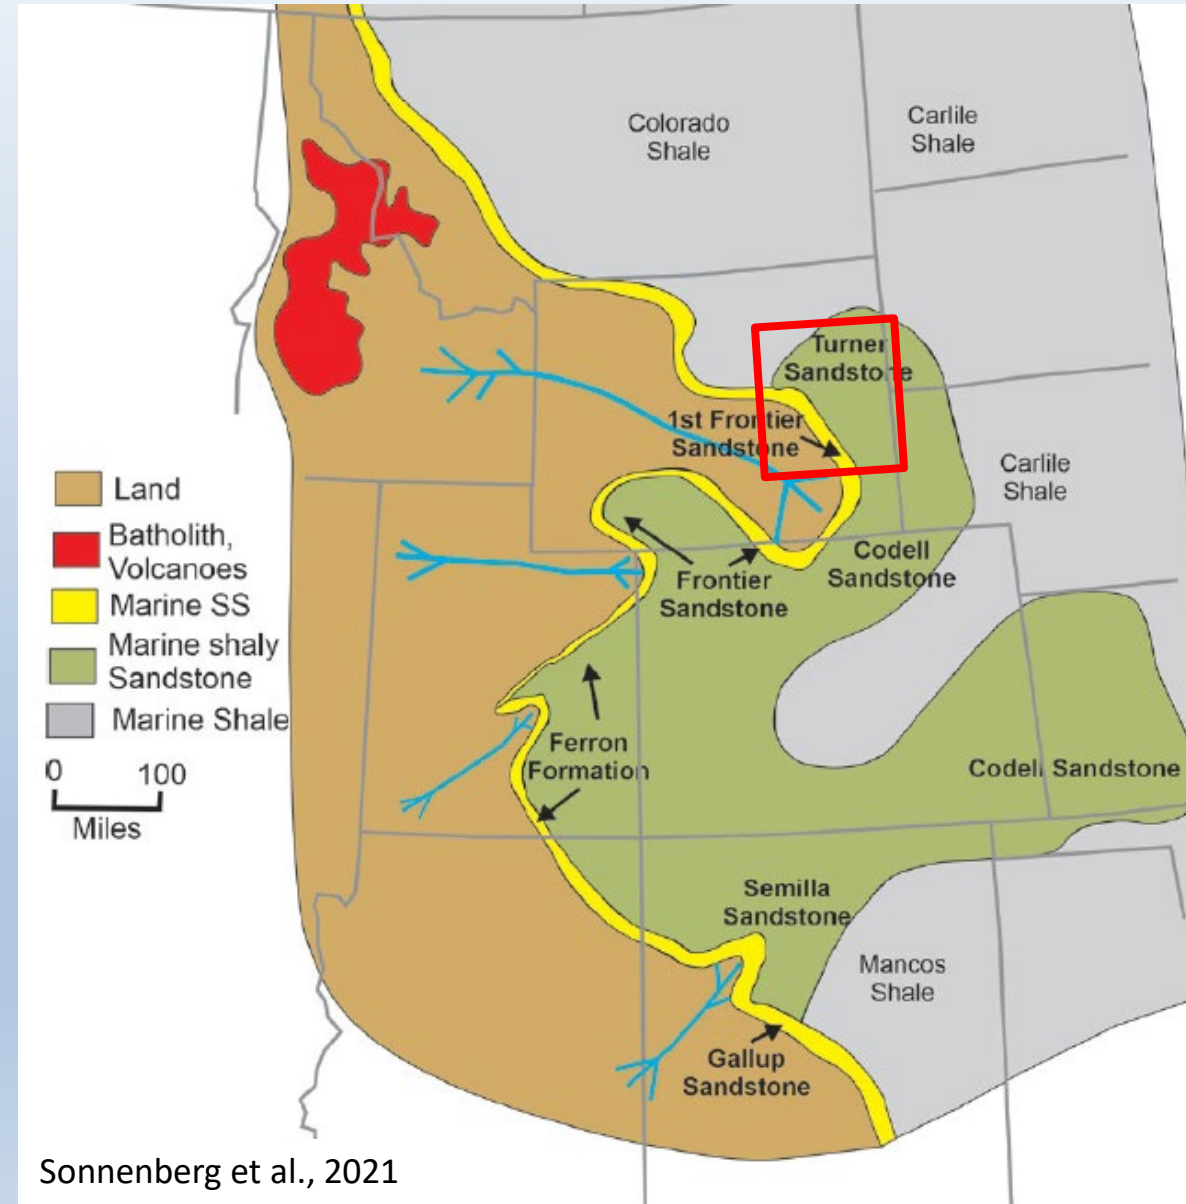 Colorado
Shale
Carlile
Shale
Turner
Sandstone
1st Frontier
Sandstone
Carlile
Shale
Land
Batholith,
Volcanoes
Marine SS
Marine shaly
Sandstone
Marine Shale
0 100
Miles
Codell
Sandstone
Frontier
Sandstone
Ferron
Formation
Codell Sandstone
Semilla
Sandstone
Mancos
Shale
Gallup
Sandstone
Sonnenberg et al., 2021